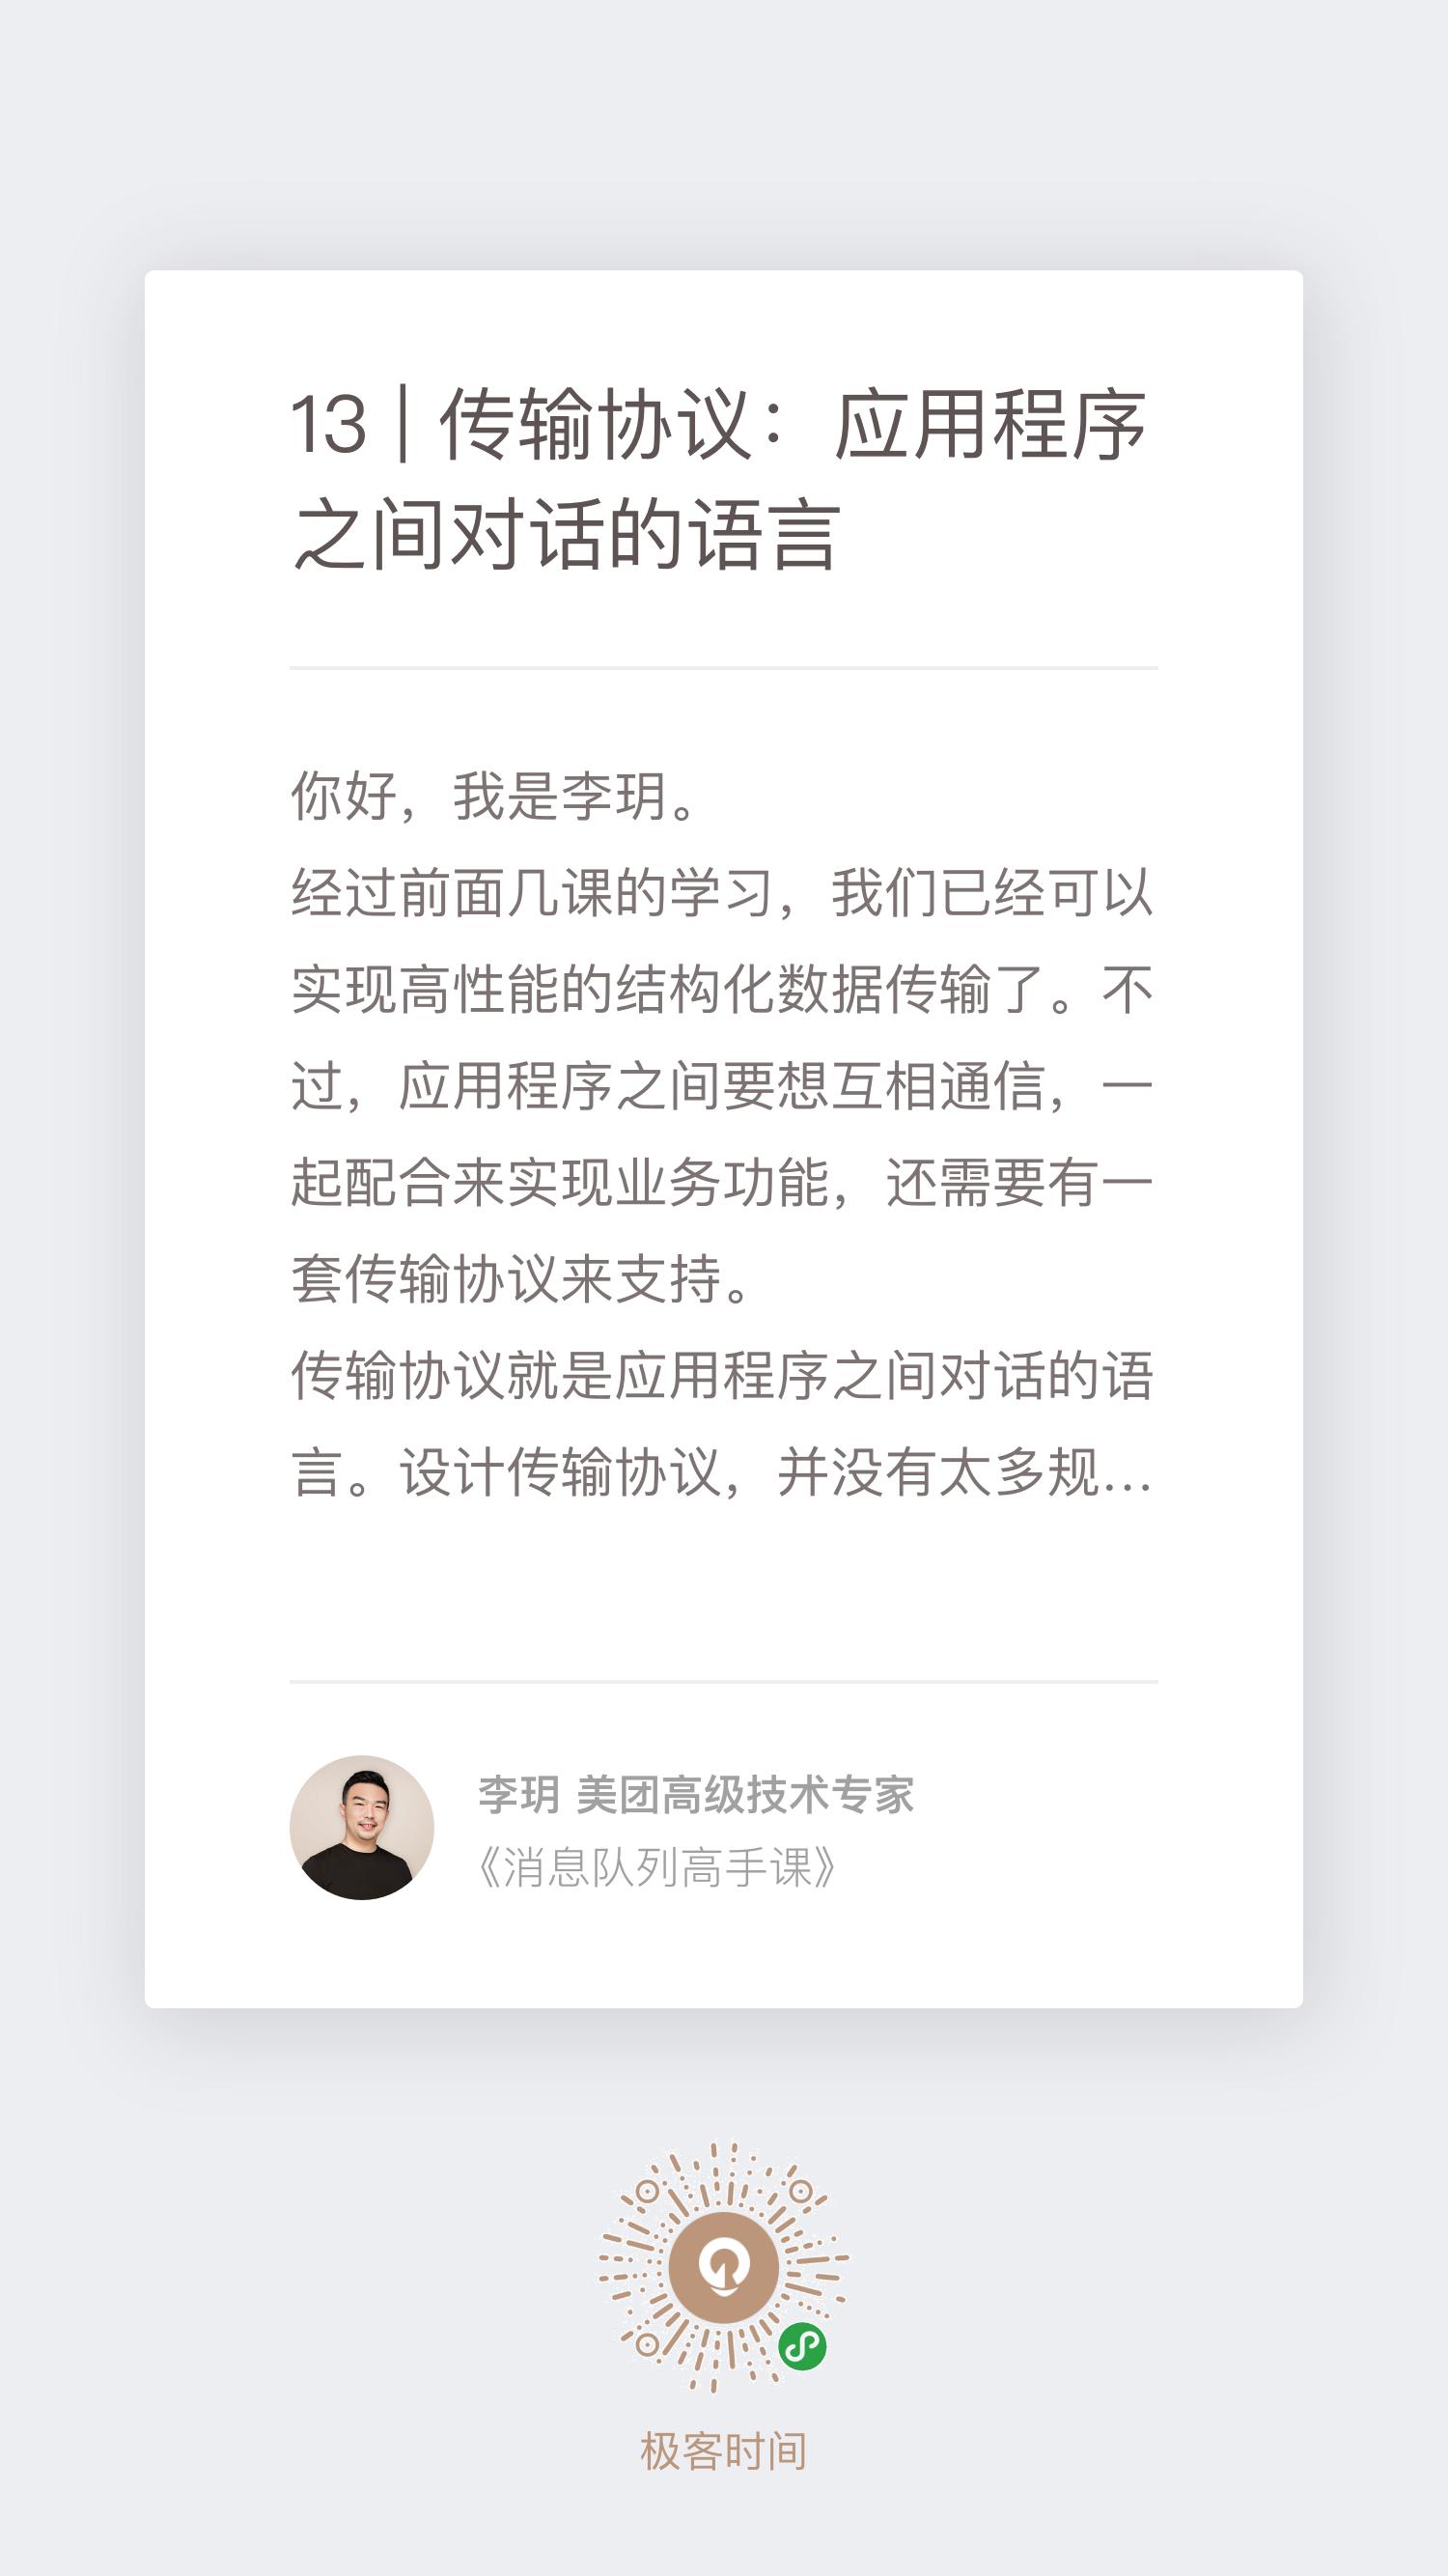 13 | 传输协议：应用程序
之间对话的语言
你好，我是李玥。
经过前面几课的学习，我们已经可以
实现高性能的结构化数据传输了。不
过，应用程序之间要想互相通信，一
起配合来实现业务功能，还需要有一
套传输协议来支持。
传输协议就是应用程序之间对话的语
言。设计传输协议，并没有太多规...
李玥 美团高级技术专家
《消息队列高手课》
极客时间